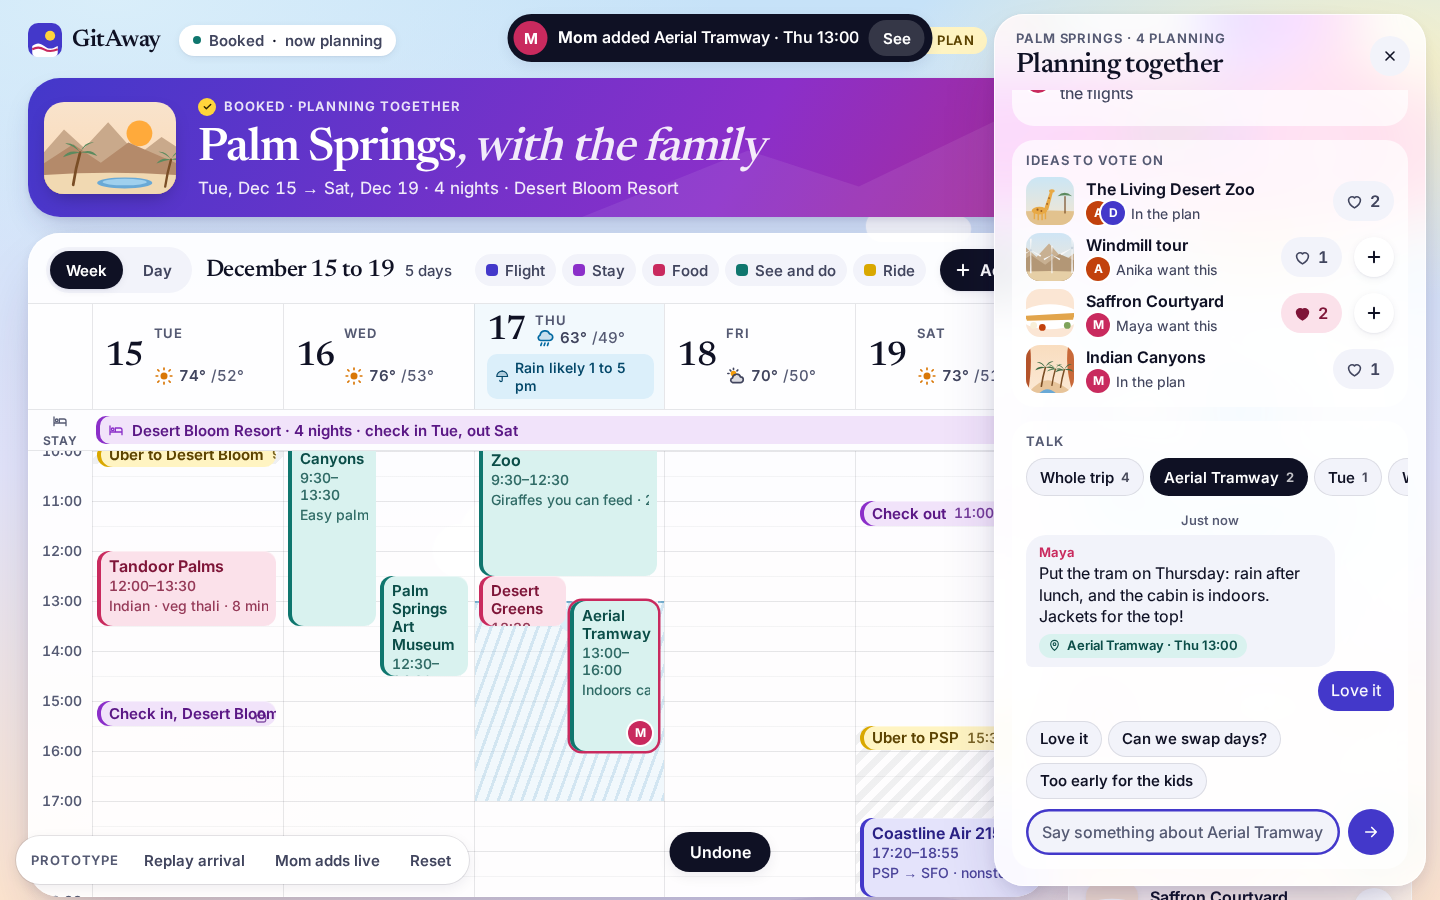 GitAway
Booked · now planning
M Mom added Aerial Tramway · Thu 13:00 See
PLAN
BOOKED · PLANNING TOGETHER
Palm Springs, with the family
Tue, Dec 15 → Sat, Dec 19 · 4 nights · Desert Bloom Resort
Week Day December 15 to 19 5 days Flight Stay Food See and do Ride
15 TUE 74° /52°
16 WED 76° /53°
17 THU 63° /49°
Rain likely 1 to 5
pm
18 FRI 70° /50°
19 SAT 73°
STAY Desert Bloom Resort · 4 nights · check in Tue, out Sat
10:00
11:00
12:00
13:00
14:00
15:00
16:00
17:00
Uber to Desert Bloom
Tandoor Palms
12:00–13:30
Indian · veg thali · 8 min
Check in, Desert Bloom
Canyons
9:30–
13:30
Easy palm
Palm
Springs
Art
Museum
12:30–
Zoo
9:30–12:30
Giraffes you can feed ·
Desert
Greens
Aerial
Tramway
13:00–
16:00
Indoors
M
Check out 11:00
Uber to PSP
Coastline Air
17:20–18:55
PSP → SFO ·
PROTOTYPE Replay arrival Mom adds live Reset
Undone
PALM SPRINGS · 4 PLANNING
Planning together
the flights
IDEAS TO VOTE ON
The Living Desert Zoo
A D In the plan
2
Windmill tour
A Anika want this
1
Saffron Courtyard
M Maya want this
2
Indian Canyons
M In the plan
1
TALK
Whole trip 4 Aerial Tramway 2 Tue 1
Just now
Maya
Put the tram on Thursday: rain after
lunch, and the cabin is indoors.
Jackets for the top!
Aerial Tramway · Thu 13:00
Love it
Love it Can we swap days?
Too early for the kids
Say something about Aerial Tramway
Saffron Courtyard